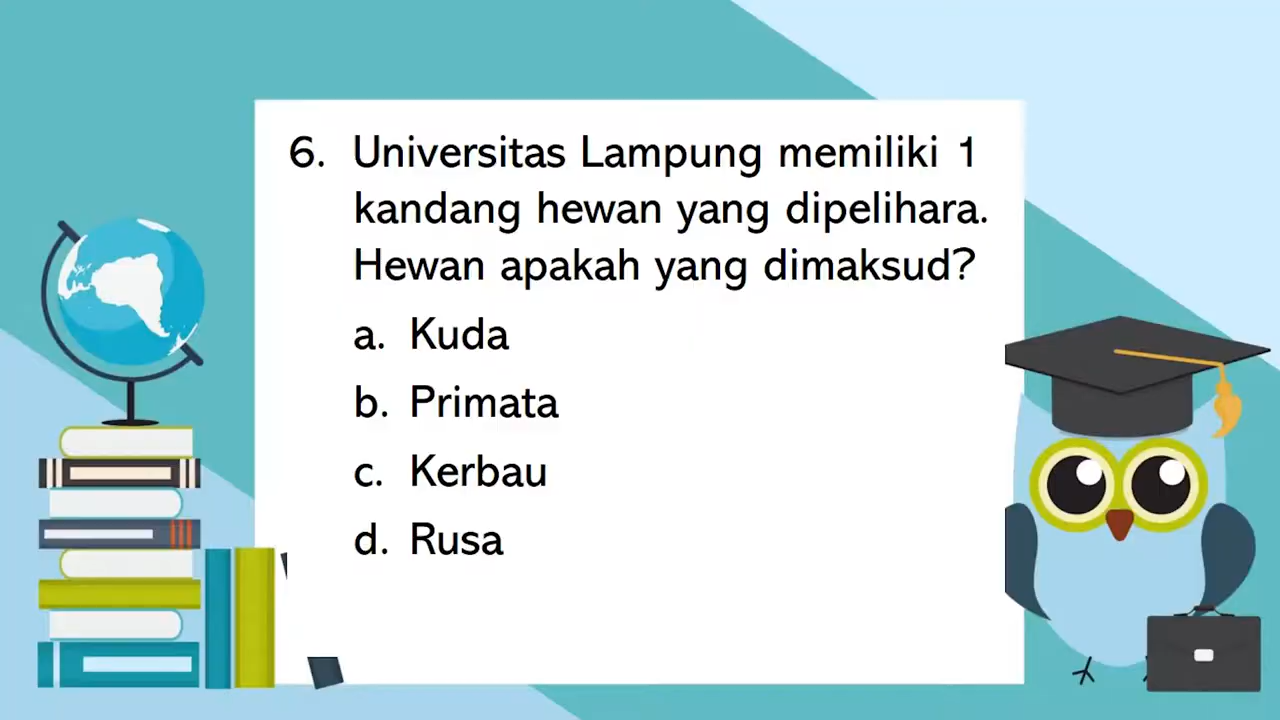 6. Universitas Lampung memiliki 1
kandang hewan yang dipelihara.
Hewan apakah yang dimaksud?
a. Kuda
b. Primata
c. Kerbau
d. Rusa